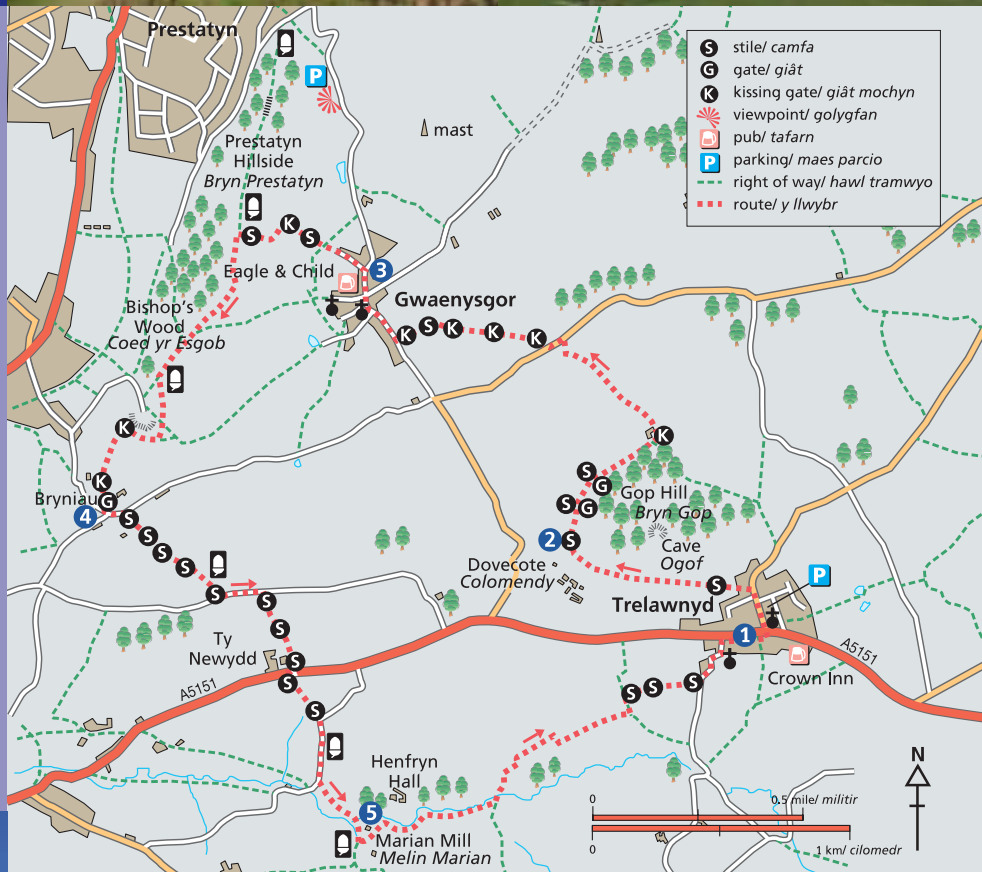 Prestatyn
P
mast
S stile/ camfa
G gate/ giât
K kissing gate/ giât mochyn
viewpoint/ golygfan
pub/ tafarn
P parking/ maes parcio
right of way/ hawl tramwyo
route/ y llwybr
Prestatyn
Hillside
Bryn Prestatyn
S
K
S
Eagle & Child
3
Gwaenysgor
Bishop's
Wood
Coed yr Esgob
K
S
K
K
K
K
K
S
G
Gop Hill
Bryn Gop
S
G
K
Bryniau
G
4
S
S
S
S
2
S
Cave
Ogof
Dovecote
Colomendy
S
Trelawnyd
P
S
S
S
Ty
Newydd
S
S
S
A5151
1
A5151
Crown Inn
S
S
S
Henfryn
Hall
5
Marian Mill
Melin Marian
N
0
0.5 mile/ militir
0
1 km/ cilomedr